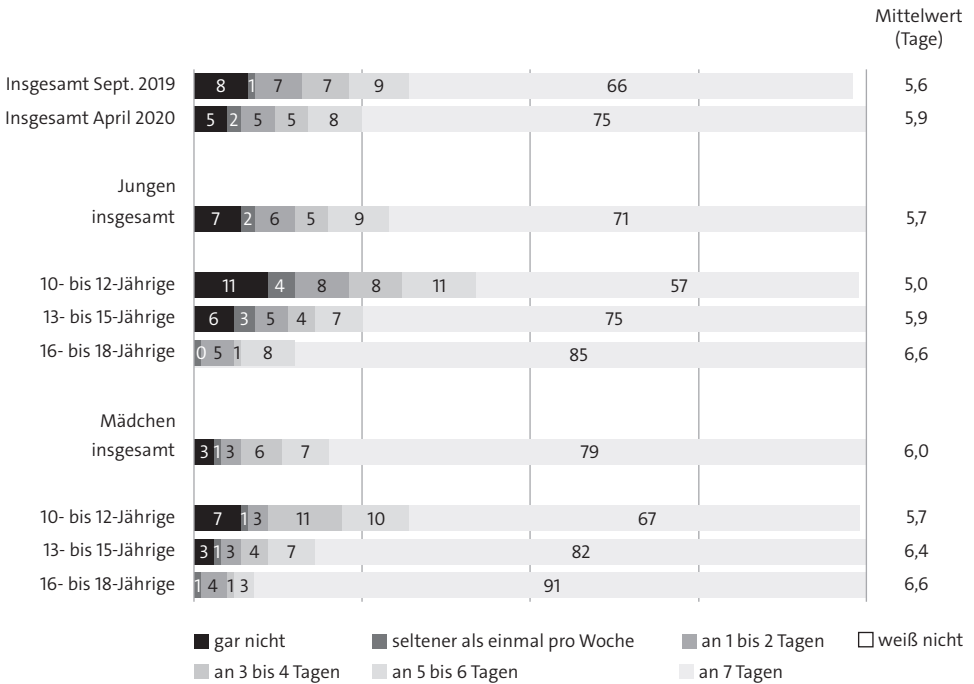 Mittelwert
(Tage)
Insgesamt Sept. 2019 8 1 7 7 9 66 5,6
Insgesamt April 2020 5 2 5 5 8 75 5,9
Jungen
insgesamt 7 2 6 5 9 71 5,7
10- bis 12-Jährige 11 4 8 8 11 57 5,0
13- bis 15-Jährige 6 3 5 4 7 75 5,9
16- bis 18-Jährige 0 5 1 8 85 6,6
Mädchen
insgesamt 3 1 3 6 7 79 6,0
10- bis 12-Jährige 7 1 3 11 10 67 5,7
13- bis 15-Jährige 3 1 3 4 7 82 6,4
16- bis 18-Jährige 1 4 1 3 91 6,6
gar nicht seltener als einmal pro Woche an 1 bis 2 Tagen weiß nicht
an 3 bis 4 Tagen an 5 bis 6 Tagen an 7 Tagen